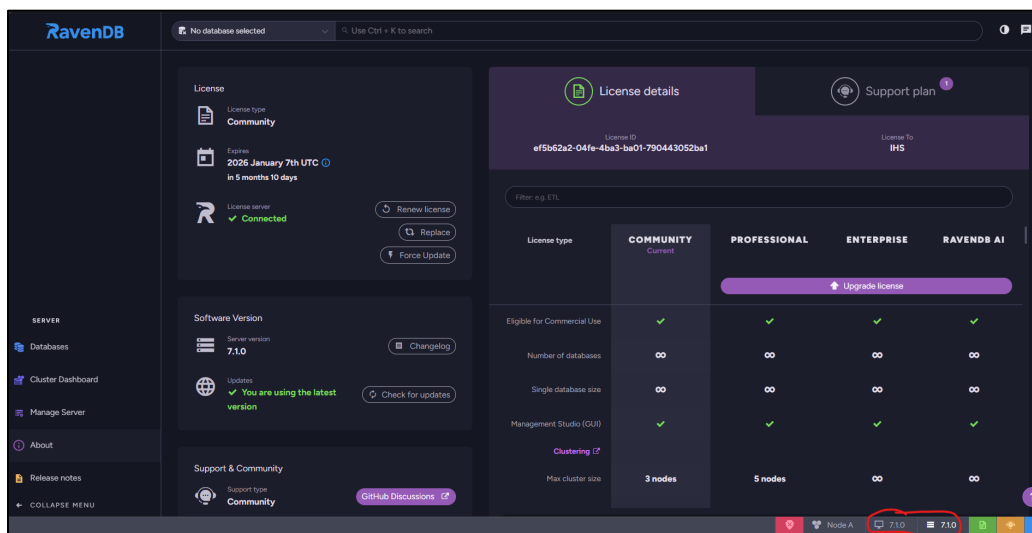 RavenDB
No database selected
Use Ctrl + K to search
License
License type
Community
Expires
2026 January 7th UTC
in 5 months 10 days
License server
Connected
Renew license
Replace
Force Update
Software Version
Server version
7.1.0
Changelog
Updates
You are using the latest
version
Check for updates
Support & Community
Support type
Community
GitHub Discussions
License details
Support plan
1
License ID
ef5b62a2-04fe-4ba3-ba01-790443052ba1
License To
IHS
Filter: e.g. ETL
License type
COMMUNITY
Current
PROFESSIONAL
ENTERPRISE
RAVENDB AI
Upgrade license
Eligible for Commercial Use
Number of databases
∞ ∞ ∞ ∞
Single database size
∞ ∞ ∞ ∞
Management Studio (GUI)
Clustering
Max cluster size
3 nodes 5 nodes ∞ ∞
SERVER
Databases
Cluster Dashboard
Manage Server
About
Release notes
COLLAPSE MENU
Node A
7.1.0
7.1.0